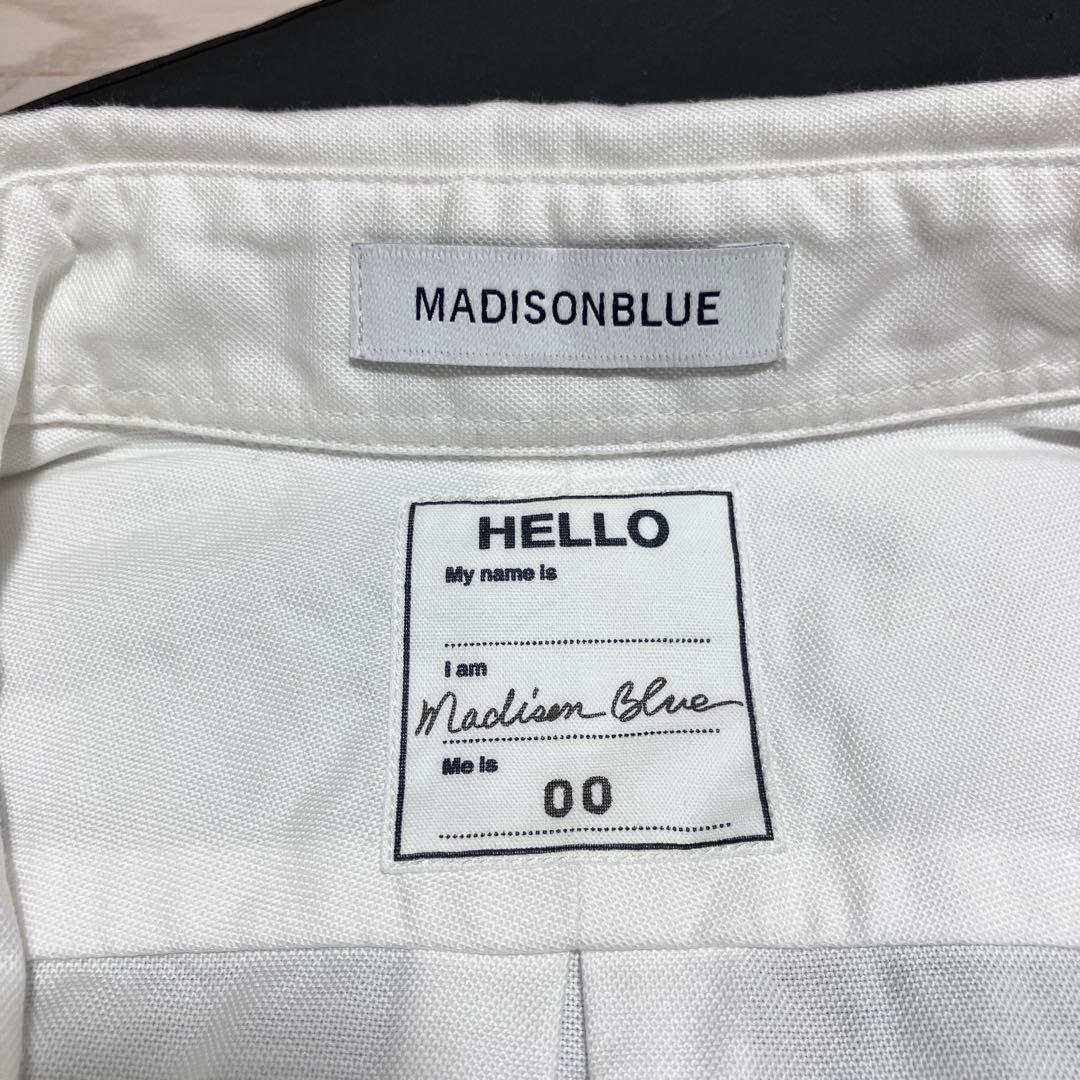 MADISONBLUE
HELLO
My name is
I am
Madison Blue
Me is
00